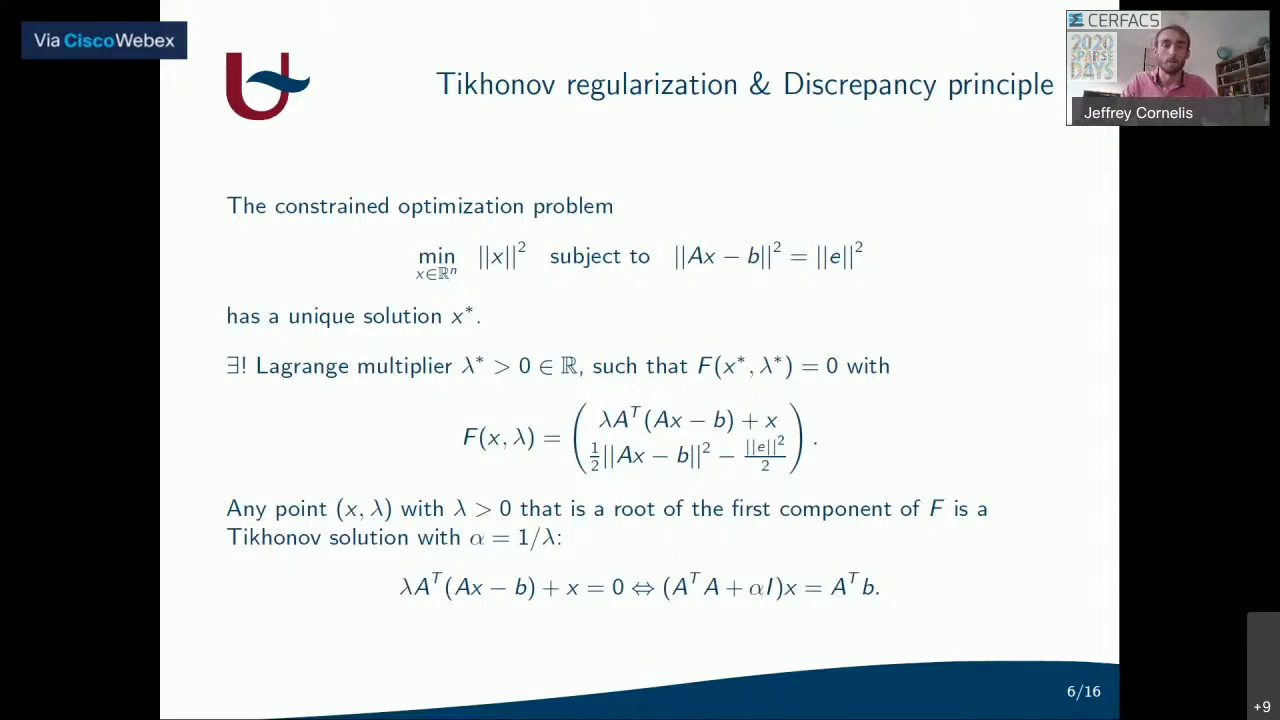 Via CiscoWebex
CERFACS
2020
SPARSE
DAYS
Jeffrey Cornelis
Tikhonov regularization & Discrepancy principle
The constrained optimization problem
min x∈ℝⁿ ||x||² subject to ||Ax − b||² = ||e||²
has a unique solution x*.
∃! Lagrange multiplier λ* > 0 ∈ ℝ, such that F(x*, λ*) = 0 with
F(x, λ) = ( λAᵀ(Ax − b) + x
½||Ax − b||² − ||e||²/2 ) .
Any point (x, λ) with λ > 0 that is a root of the first component of F is a
Tikhonov solution with α = 1/λ:
λAᵀ(Ax − b) + x = 0 ⇔ (AᵀA + αI)x = Aᵀb.
6/16
+9